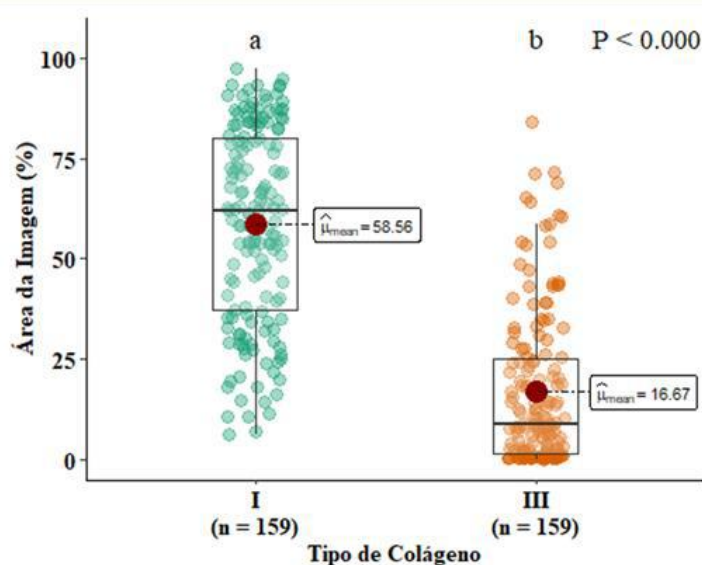 a
b
P < 0.000
Área da Imagem (%)
100
75
50
25
0
μ̂mean = 58.56
μ̂mean = 16.67
I
(n = 159)
III
(n = 159)
Tipo de Colágeno